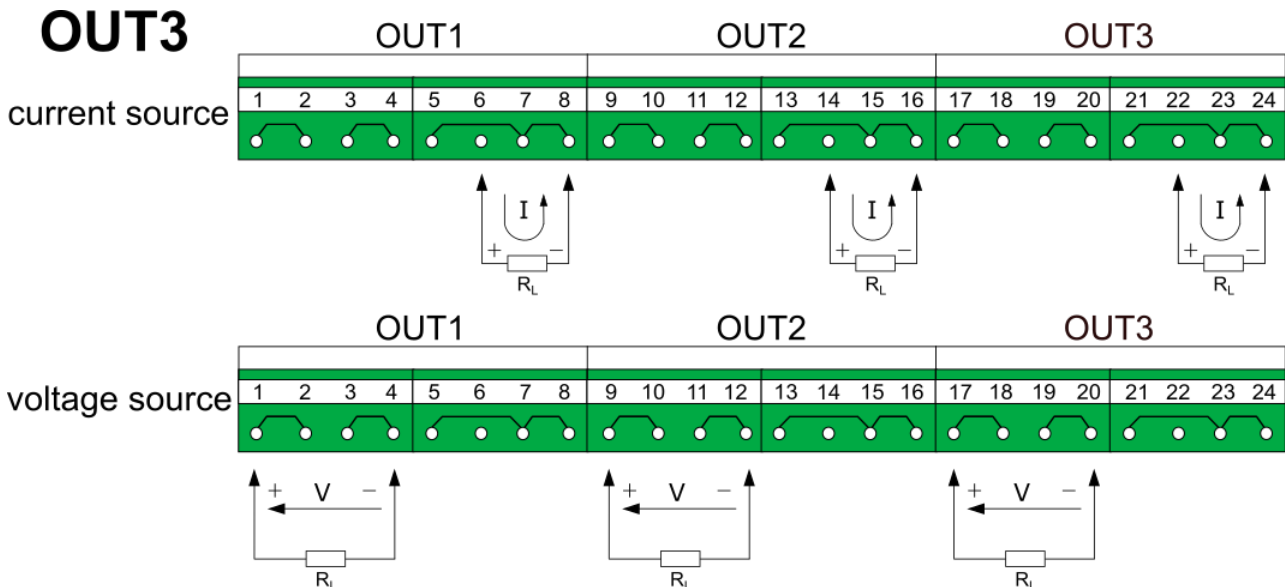 OUT3
OUT1 OUT2 OUT3
current source
1 2 3 4 5 6 7 8 9 10 11 12 13 14 15 16 17 18 19 20 21 22 23 24
I I I
+ − + − + −
RL RL RL
OUT1 OUT2 OUT3
voltage source
1 2 3 4 5 6 7 8 9 10 11 12 13 14 15 16 17 18 19 20 21 22 23 24
+ V − + V − + V −
RL RL RL